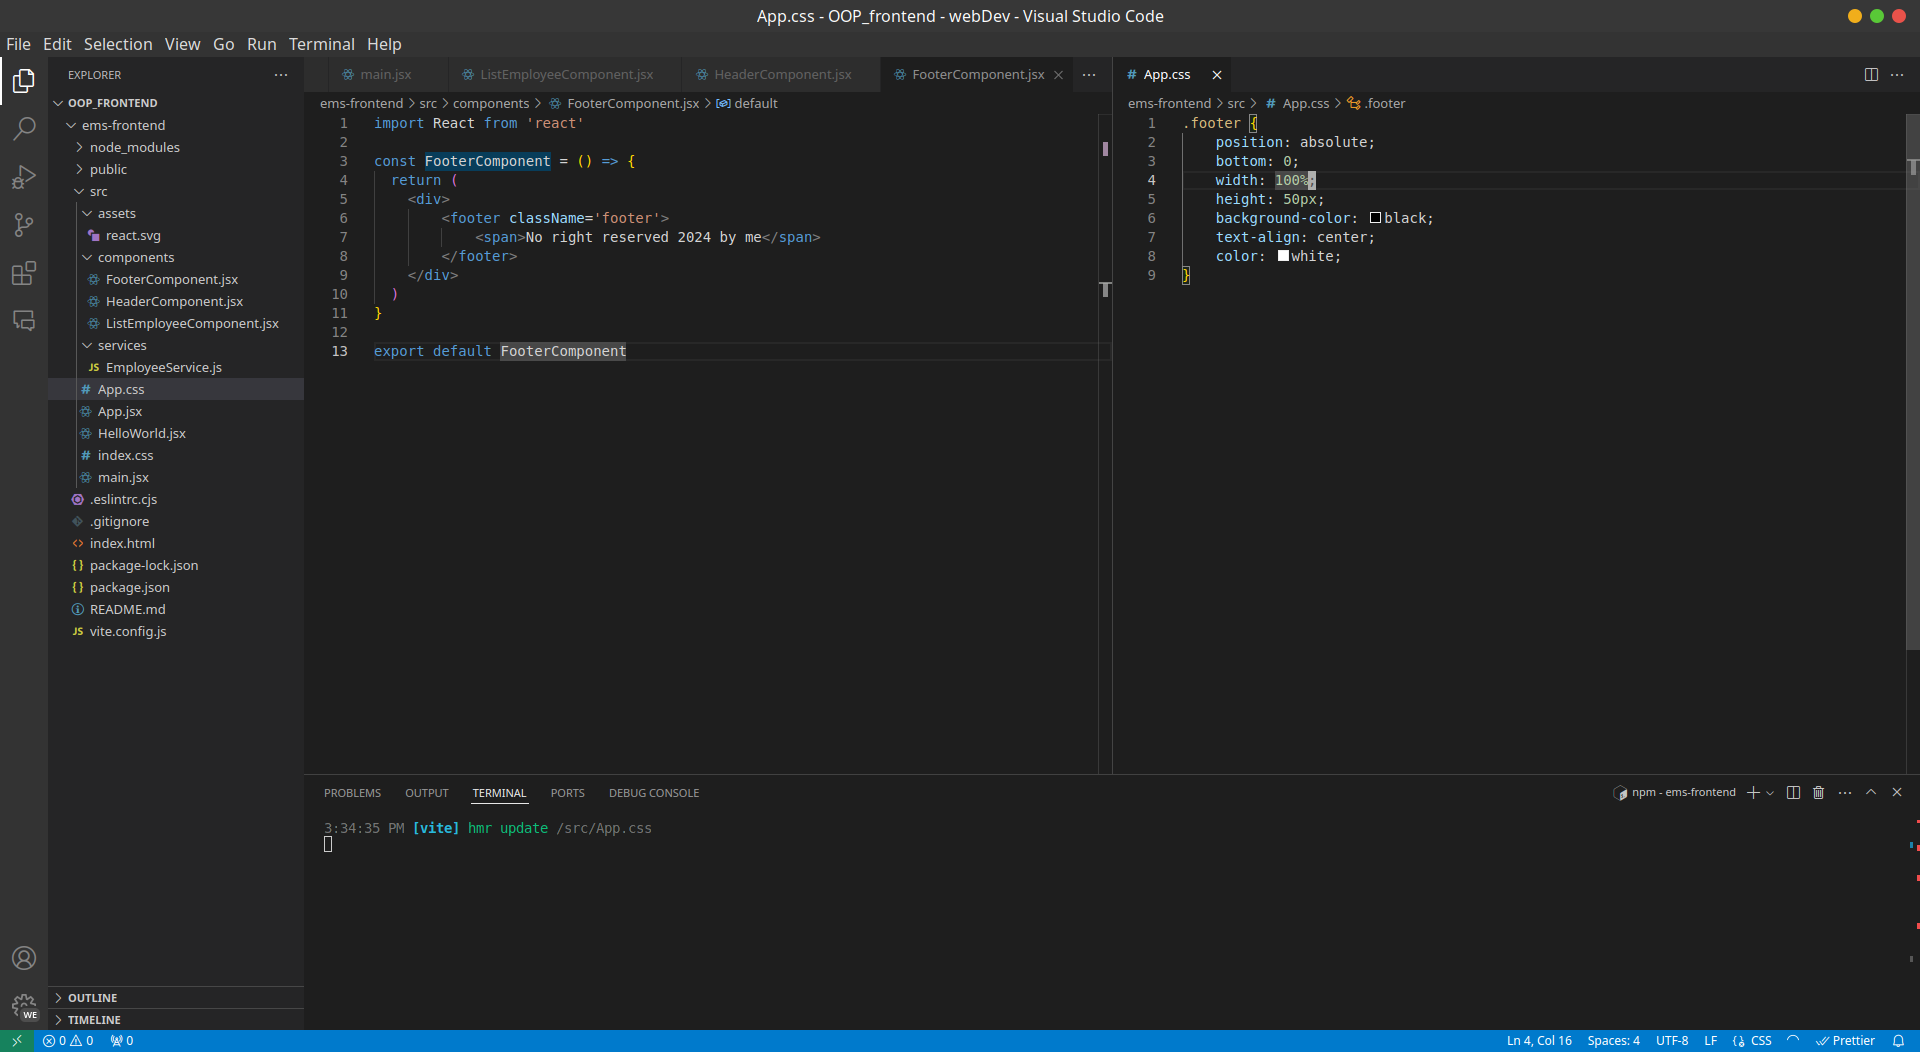 App.css - OOP_frontend - webDev - Visual Studio Code
File Edit Selection View Go Run Terminal Help
EXPLORER
OOP_FRONTEND
ems-frontend
node_modules
public
src
assets
react.svg
components
FooterComponent.jsx
HeaderComponent.jsx
ListEmployeeComponent.jsx
services
JS EmployeeService.js
# App.css
App.jsx
HelloWorld.jsx
# index.css
main.jsx
.eslintrc.cjs
.gitignore
<> index.html
{} package-lock.json
{} package.json
README.md
JS vite.config.js
OUTLINE
TIMELINE
main.jsx ListEmployeeComponent.jsx HeaderComponent.jsx FooterComponent.jsx
ems-frontend > src > components > FooterComponent.jsx > default
1 import React from 'react'
2
3 const FooterComponent = () => {
4 return (
5 <div>
6 <footer className='footer'>
7 <span>No right reserved 2024 by me</span>
8 </footer>
9 </div>
10 )
11 }
12
13 export default FooterComponent
# App.css
ems-frontend > src > # App.css > .footer
1 .footer {
2 position: absolute;
3 bottom: 0;
4 width: 100%;
5 height: 50px;
6 background-color: black;
7 text-align: center;
8 color: white;
9 }
PROBLEMS OUTPUT TERMINAL PORTS DEBUG CONSOLE
npm - ems-frontend
3:34:35 PM [vite] hmr update /src/App.css
WE
0 0 0
Ln 4, Col 16 Spaces: 4 UTF-8 LF CSS Prettier